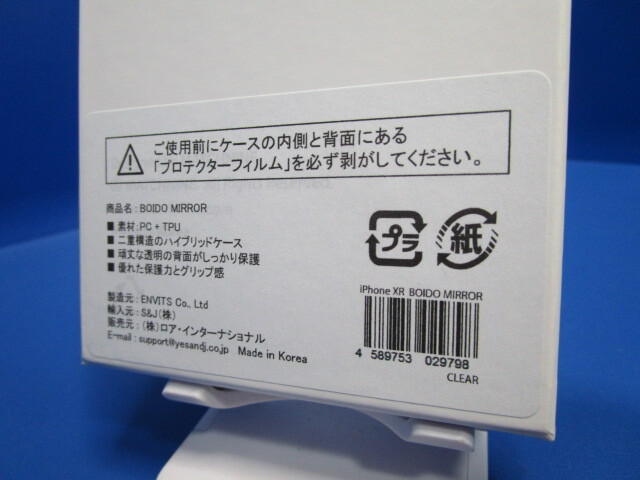 ご使用前にケースの内側と背面にある
「プロテクターフィルム」を必ず剥がしてください。
商品名 : BOIDO MIRROR
■ 素材: PC + TPU
■ 二重構造のハイブリッドケース
■ 頑丈な透明の背面がしっかり保護
■ 優れた保護力とグリップ感
製造元 : ENVITS Co., Ltd
輸入元 : S&J (株)
販売元 : (株)ロア・インターナショナル
E-mail : support@yesandj.co.jp Made in Korea
プラ 紙
iPhone XR BOIDO MIRROR
4 589753 029798
CLEAR